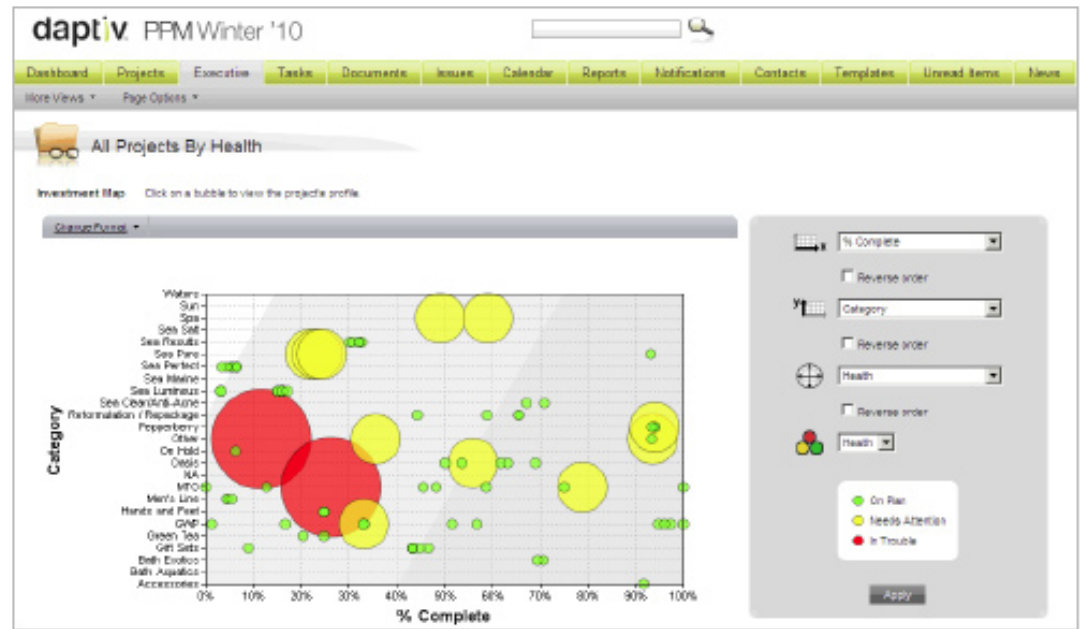 daptiv PPM Winter '10
Dashboard Projects Executive Tasks Documents Issues Calendar Reports Notifications Contacts Templates Unread Items News
More Views Page Options
All Projects By Health
Investment Map Click on a bubble to view the project's profile.
Change Format
x % Complete
Reverse order
y Category
Reverse order
Health
Reverse order
Health
On Plan
Needs Attention
In Trouble
Apply
Category
Waters
Sun
Spa
Sea Salt
Sea Results
Sea Pure
Sea Perfect
Sea Marine
Sea Luminous
Sea Clear/Anti-Acne
Reformulation / Repackage
Pepperberry
Other
On Hold
Oasis
NA
MTO
Men's Line
Hands and Feet
GWP
Green Tea
Gift Sets
Bath Exotics
Bath Aquatics
Accessories
0% 10% 20% 30% 40% 50% 60% 70% 80% 90% 100%
% Complete